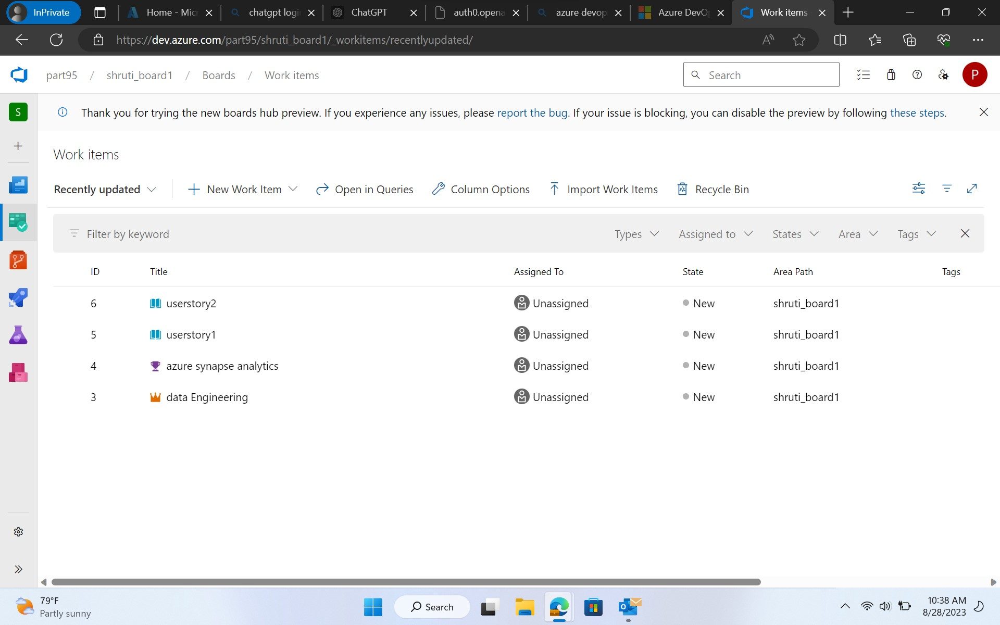 InPrivate
Home - Mic
chatgpt logi
ChatGPT
auth0.opena
azure devop
Azure DevO
Work items
https://dev.azure.com/part95/shruti_board1/_workitems/recentlyupdated/
part95 / shruti_board1 / Boards / Work items
Search
P
S
Thank you for trying the new boards hub preview. If you experience any issues, please report the bug. If your issue is blocking, you can disable the preview by following these steps.
Work items
Recently updated
New Work Item
Open in Queries
Column Options
Import Work Items
Recycle Bin
Filter by keyword
Types
Assigned to
States
Area
Tags
ID Title Assigned To State Area Path Tags
6 userstory2 Unassigned New shruti_board1
5 userstory1 Unassigned New shruti_board1
4 azure synapse analytics Unassigned New shruti_board1
3 data Engineering Unassigned New shruti_board1
79°F
Partly sunny
Search
10:38 AM
8/28/2023